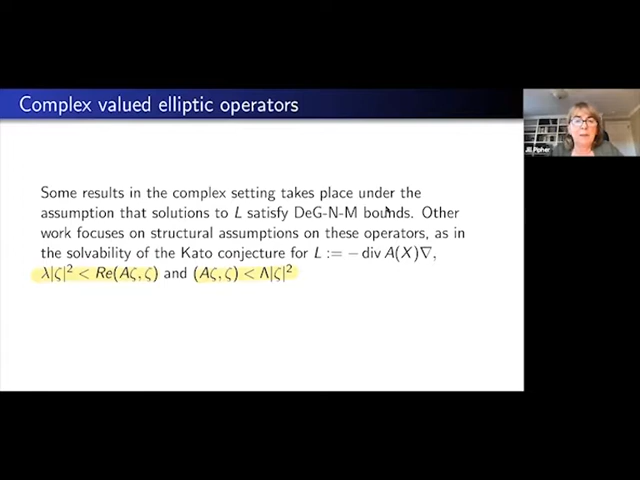 Complex valued elliptic operators
Some results in the complex setting takes place under the
assumption that solutions to L satisfy DeG-N-M bounds. Other
work focuses on structural assumptions on these operators, as in
the solvability of the Kato conjecture for L := − div A(X)∇,
λ|ζ|² < Re(Aζ, ζ) and (Aζ, ζ) < Λ|ζ|²
Jill Pipher